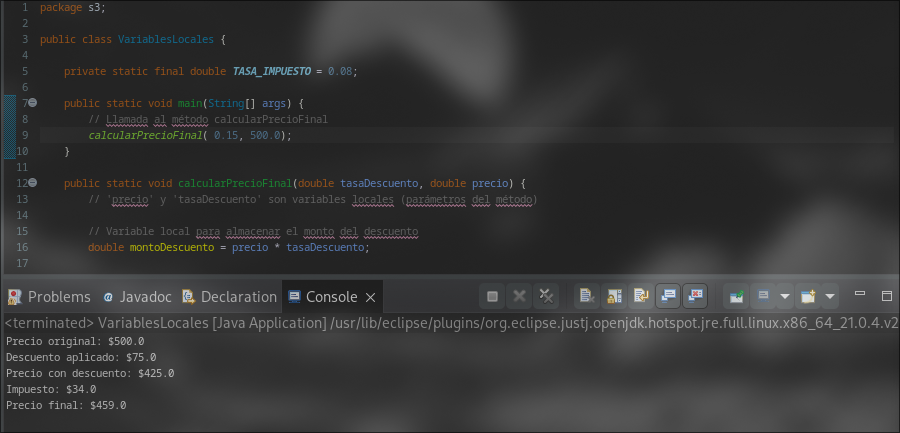 1 package s3;
2
3 public class VariablesLocales {
4
5 private static final double TASA_IMPUESTO = 0.08;
6
7 public static void main(String[] args) {
8 // Llamada al método calcularPrecioFinal
9 calcularPrecioFinal( 0.15, 500.0);
10 }
11
12 public static void calcularPrecioFinal(double tasaDescuento, double precio) {
13 // 'precio' y 'tasaDescuento' son variables locales (parámetros del método)
14
15 // Variable local para almacenar el monto del descuento
16 double montoDescuento = precio * tasaDescuento;
17
Problems @ Javadoc Declaration Console
<terminated> VariablesLocales [Java Application] /usr/lib/eclipse/plugins/org.eclipse.justj.openjdk.hotspot.jre.full.linux.x86_64_21.0.4.v2
Precio original: $500.0
Descuento aplicado: $75.0
Precio con descuento: $425.0
Impuesto: $34.0
Precio final: $459.0